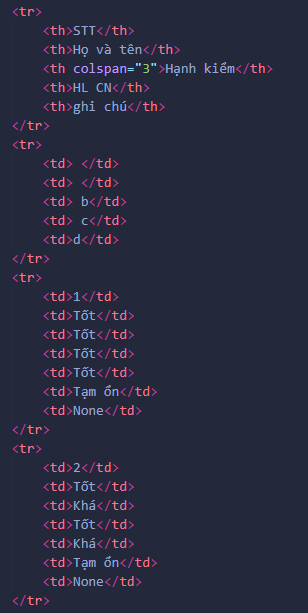 <tr>
<th>STT</th>
<th>Họ và tên</th>
<th colspan="3">Hạnh kiểm</th>
<th>HL CN</th>
<th>ghi chú</th>
</tr>
<tr>
<td> </td>
<td> </td>
<td> b</td>
<td> c</td>
<td>d</td>
</tr>
<tr>
<td>1</td>
<td>Tốt</td>
<td>Tốt</td>
<td>Tốt</td>
<td>Tốt</td>
<td>Tạm ổn</td>
<td>None</td>
</tr>
<tr>
<td>2</td>
<td>Tốt</td>
<td>Khá</td>
<td>Tốt</td>
<td>Khá</td>
<td>Tạm ổn</td>
<td>None</td>
</tr>